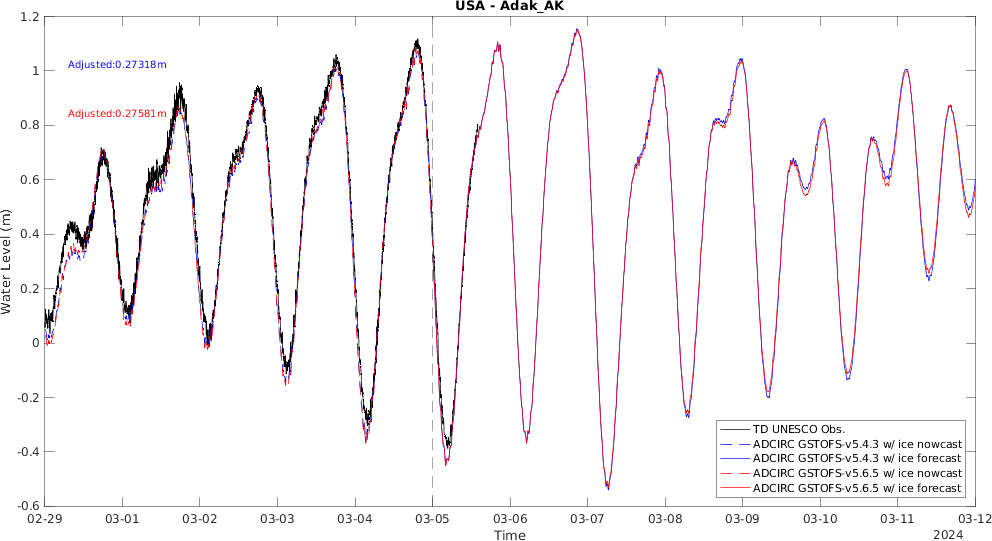 USA - Adak_AK
1.2
1
0.8
0.6
0.4
0.2
0
-0.2
-0.4
-0.6
Water Level (m)
Adjusted:0.27318m
Adjusted:0.27581m
TD UNESCO Obs.
ADCIRC GSTOFS-v5.4.3 w/ ice nowcast
ADCIRC GSTOFS-v5.4.3 w/ ice forecast
ADCIRC GSTOFS-v5.6.5 w/ ice nowcast
ADCIRC GSTOFS-v5.6.5 w/ ice forecast
02-29 03-01 03-02 03-03 03-04 03-05 03-06 03-07 03-08 03-09 03-10 03-11 03-12
Time
2024